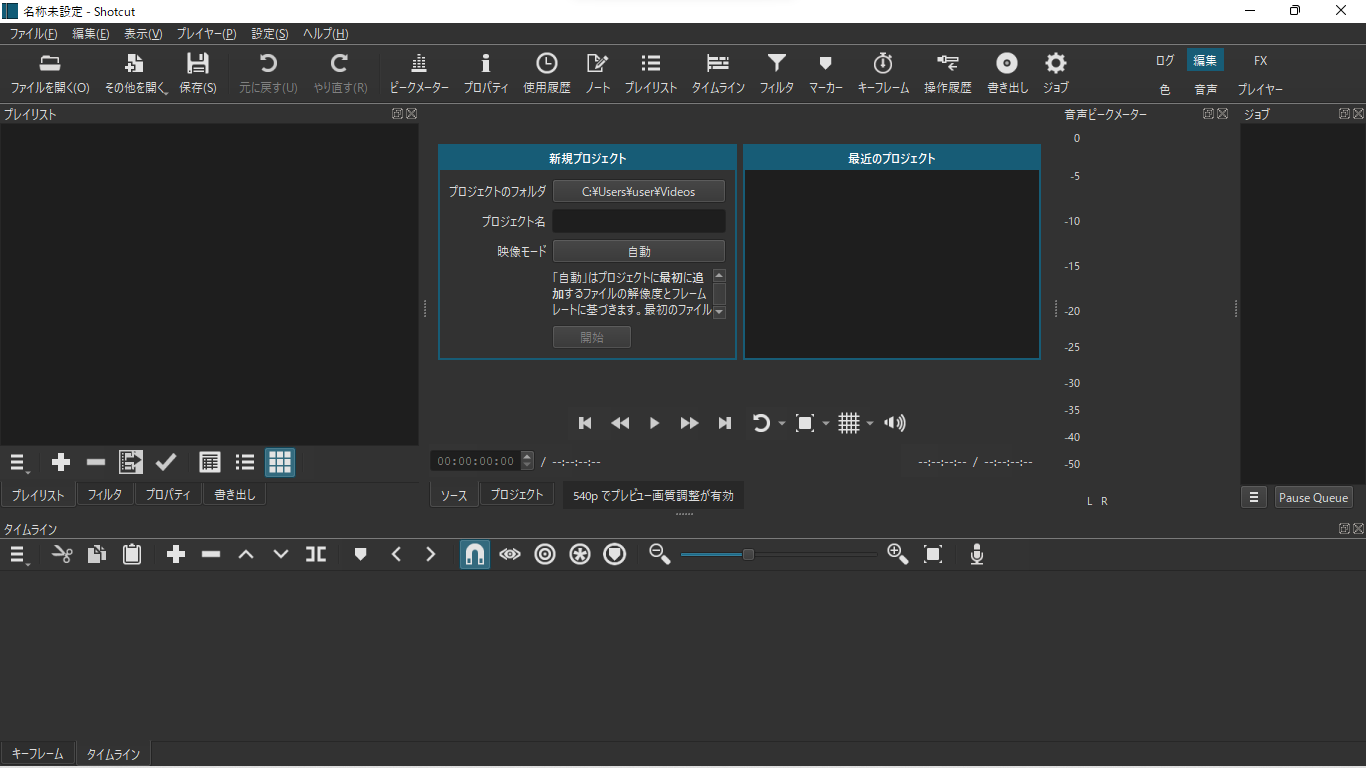 名称未設定 - Shotcut
ファイル(F) 編集(E) 表示(V) プレイヤー(P) 設定(S) ヘルプ(H)
ファイルを開く(O) その他を開く 保存(S) 元に戻す(U) やり直す(R) ピークメーター プロパティ 使用履歴 ノート プレイリスト タイムライン フィルタ マーカー キーフレーム 操作履歴 書き出し ジョブ
ログ 編集 FX
色 音声 プレイヤー
プレイリスト
音声ピークメーター
ジョブ
新規プロジェクト
プロジェクトのフォルダ C:¥Users¥user¥Videos
プロジェクト名
映像モード 自動
「自動」はプロジェクトに最初に追
加するファイルの解像度とフレーム
レートに基づきます。最初のファイル
開始
最近のプロジェクト
0
-5
-10
-15
-20
-25
-30
-35
-40
-50
L R
00:00:00:00 / --:--:--:--
--:--:--:-- / --:--:--:--
プレイリスト フィルタ プロパティ 書き出し
ソース プロジェクト 540p でプレビュー画質調整が有効
Pause Queue
タイムライン
キーフレーム タイムライン